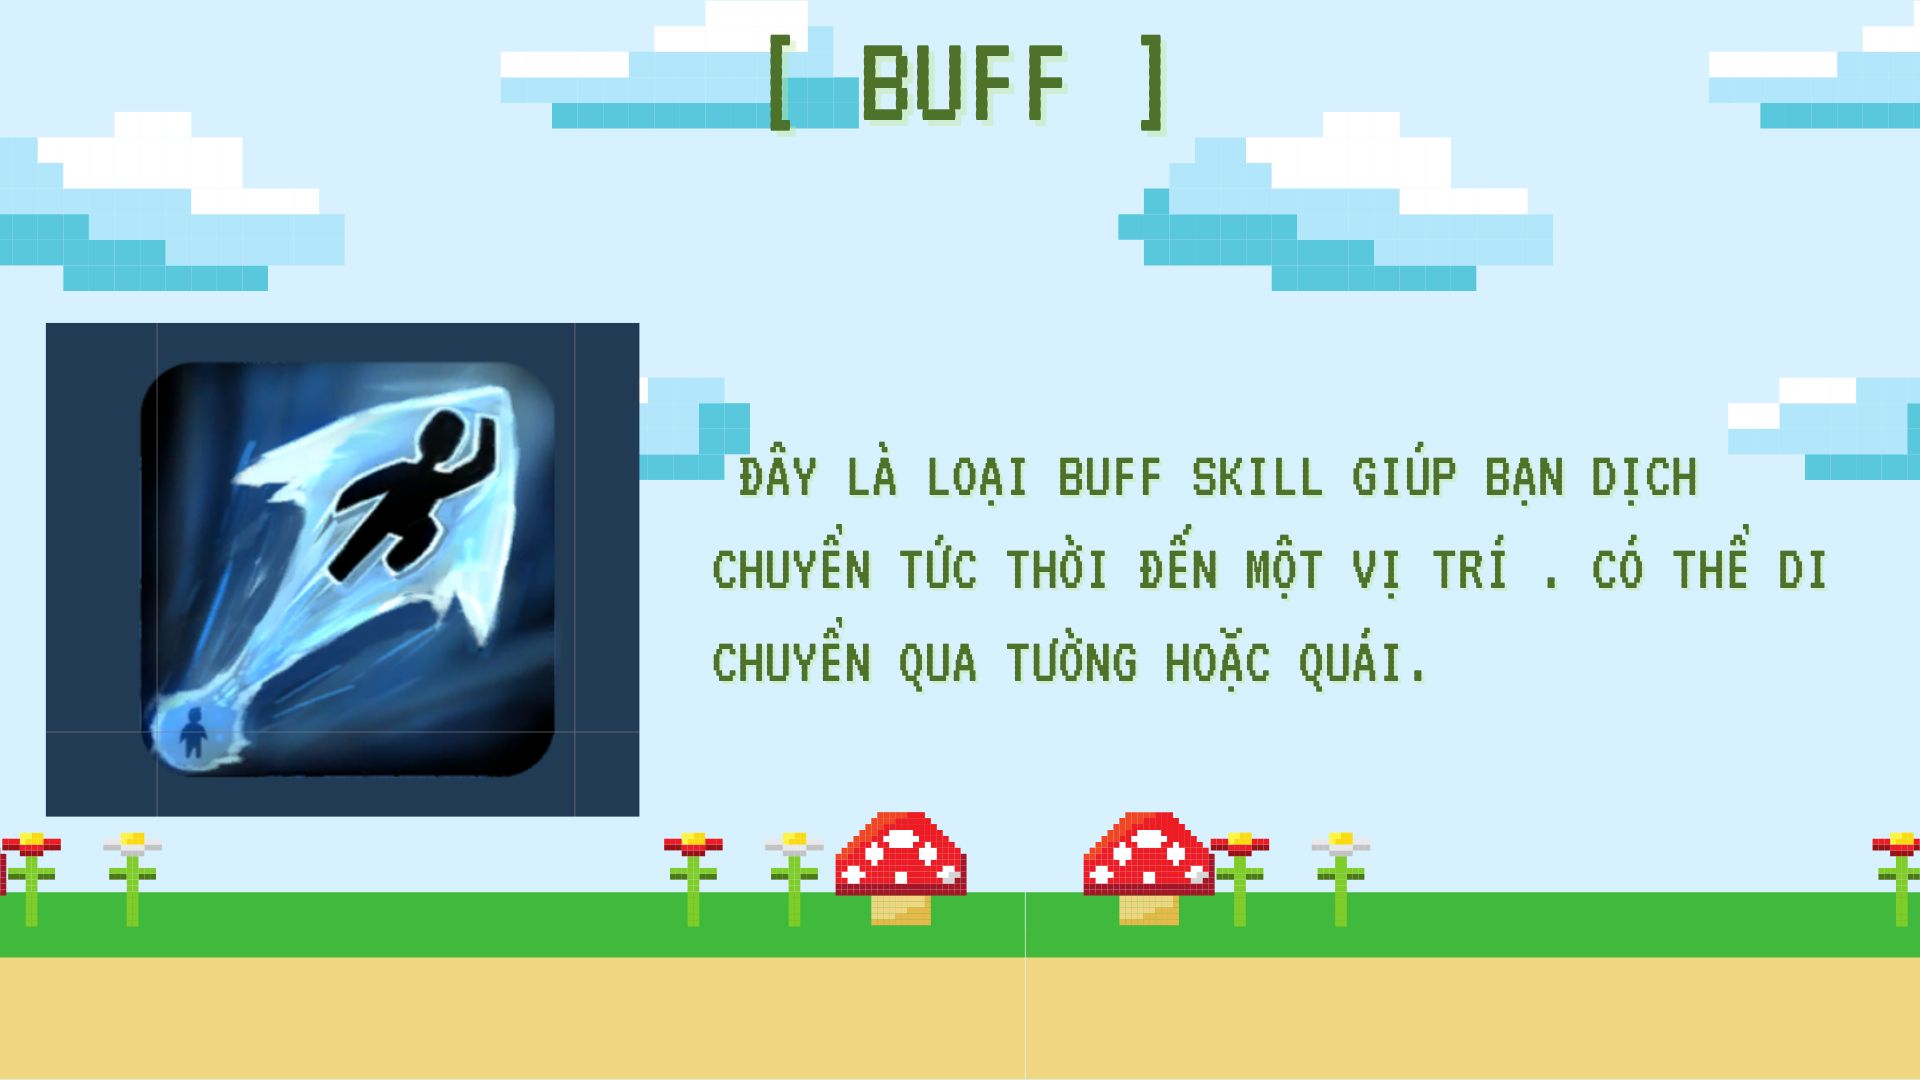 [ BUFF ]
ĐÂY LÀ LOẠI BUFF SKILL GIÚP BẠN DỊCH
CHUYỂN TỨC THỜI ĐẾN MỘT VỊ TRÍ . CÓ THỂ DI
CHUYỂN QUA TƯỜNG HOẶC QUÁI.